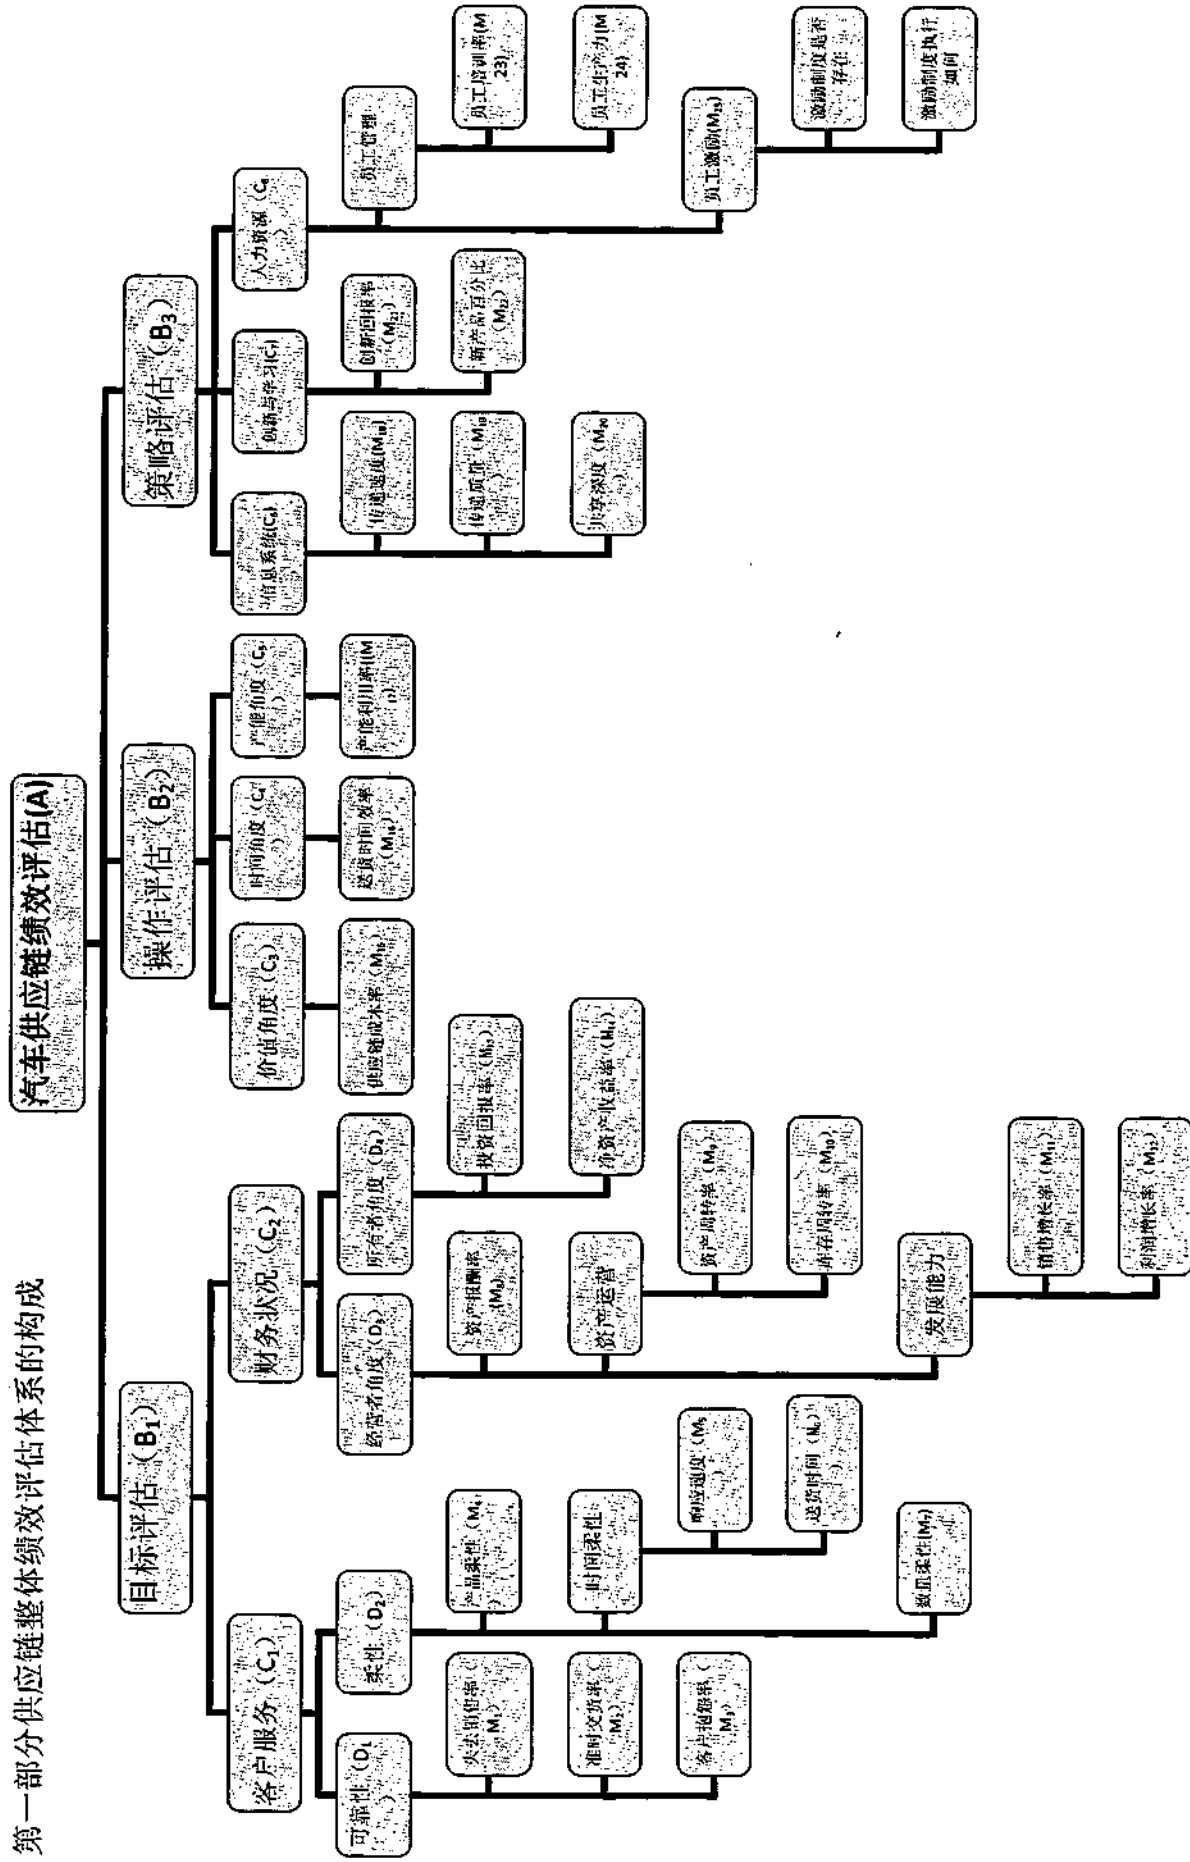 第一部分供应链整体绩效评估体系的构成
汽车供应链绩效评估(A)
目标评估（B₁）
操作评估（B₂）
策略评估（B₃）
客户服务（C₁）
财务状况（C₂）
价值角度（C₃）
时间角度（C₄
）
产能角度（C₅
）
信息系统(C₆)
创新与学习(C₇)
人力资源（C₈
）
可靠性（D₁
）
柔性（D₂）
经营者角度（D₃）
所有者角度（D₄）
供应链成本率（M₁₅）
送货时间效率
（M₁₆）
产能利用率((M
17）
传递速度(M₁₈)
传递质量（M₁₉
）
共享深度（M₂₀
）
创新回报率
（M₂₁）
新产品百分比
（M₂₂）
员工管理
员工培训率(M
23)
员工生产力(M
24)
员工激励(M₂₅)
激励制度是否
存在
激励制度执行
如何
失去销售率（
M₁）
准时交货率（
M₂）
客户抱怨率（
M₃）
产品柔性（M₄
）
时间柔性
响应速度（M₅
）
送货时间（M₆
）
数量柔性(M₇)
资产报酬率
(M₈)
资产运营
资产周转率（M₉）
库存周转率（M₁₀）
发展能力
销售增长率（M₁₁）
利润增长率（M₁₂）
投资回报率（M₁₃）
净资产收益率（M₁₄）